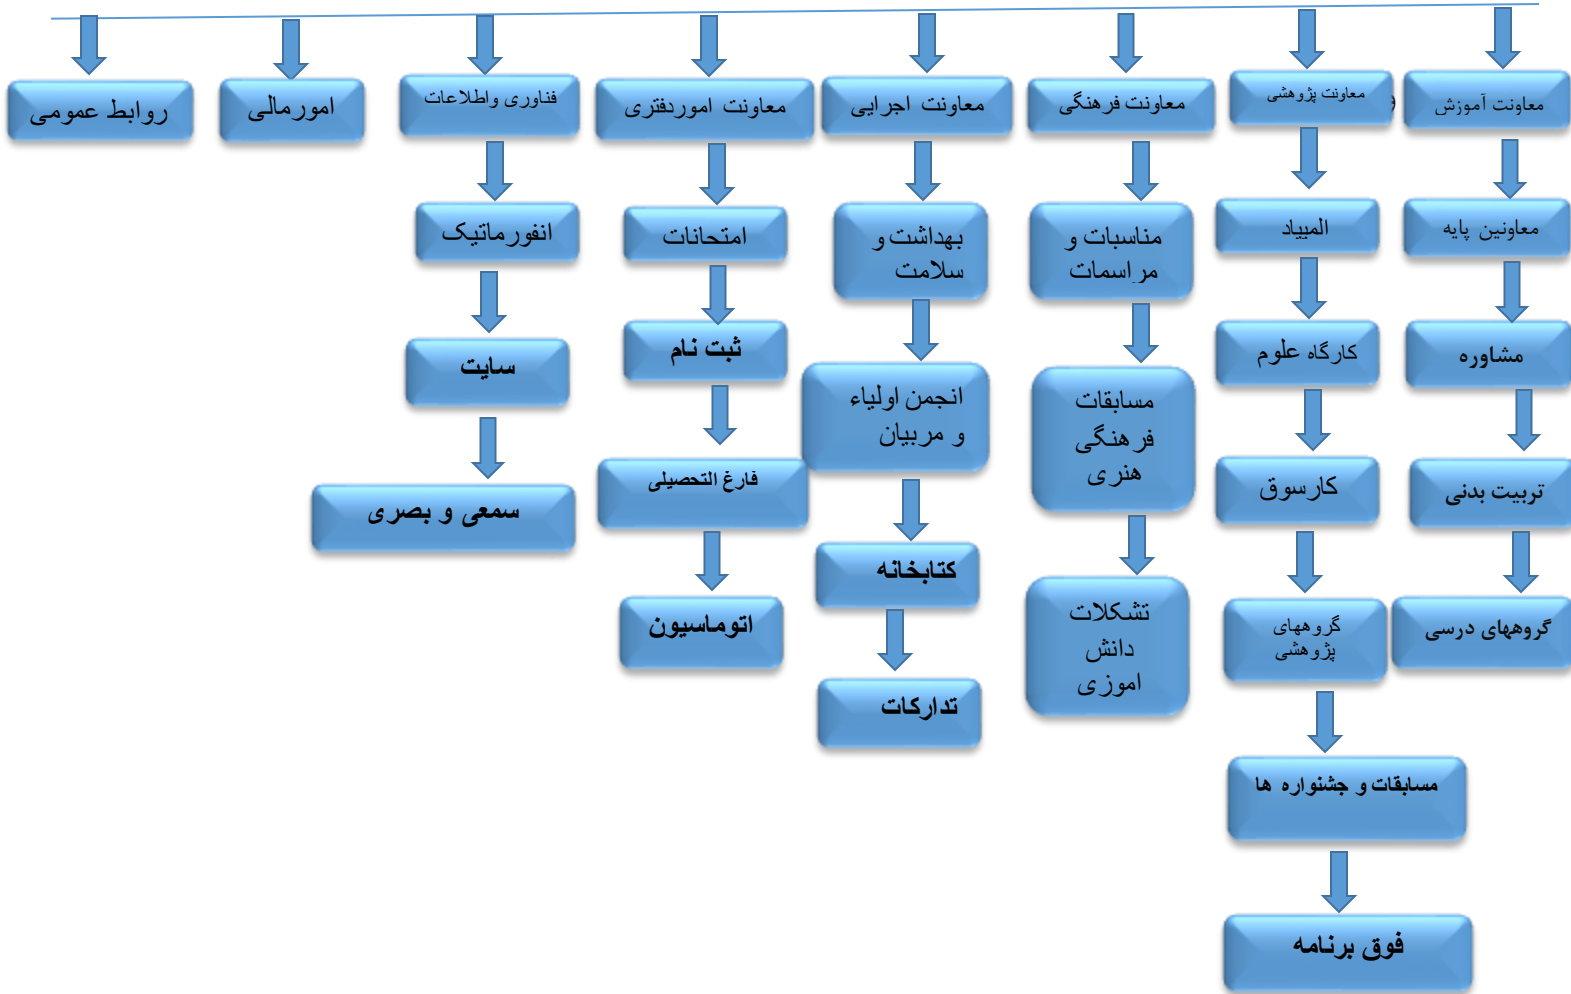 معاونت آموزش
و
معاونت پژوهشی
معاونت فرهنگی
معاونت اجرایی
معاونت اموردفتری
فناوری واطلاعات
امورمالی
روابط عمومی
معاونین پایه
المپیاد
مناسبات و
مراسمات
بهداشت و
سلامت
امتحانات
انفورماتیک
مشاوره
کارگاه علوم
مسابقات
فرهنگی
هنری
انجمن اولیاء
و مربیان
ثبت نام
سایت
تربیت بدنی
کارسوق
تشکلات
دانش
اموزی
کتابخانه
فارغ التحصیلی
سمعی و بصری
گروههای درسی
گروههای
پژوهشی
تدارکات
اتوماسیون
مسابقات و جشنواره ها
فوق برنامه